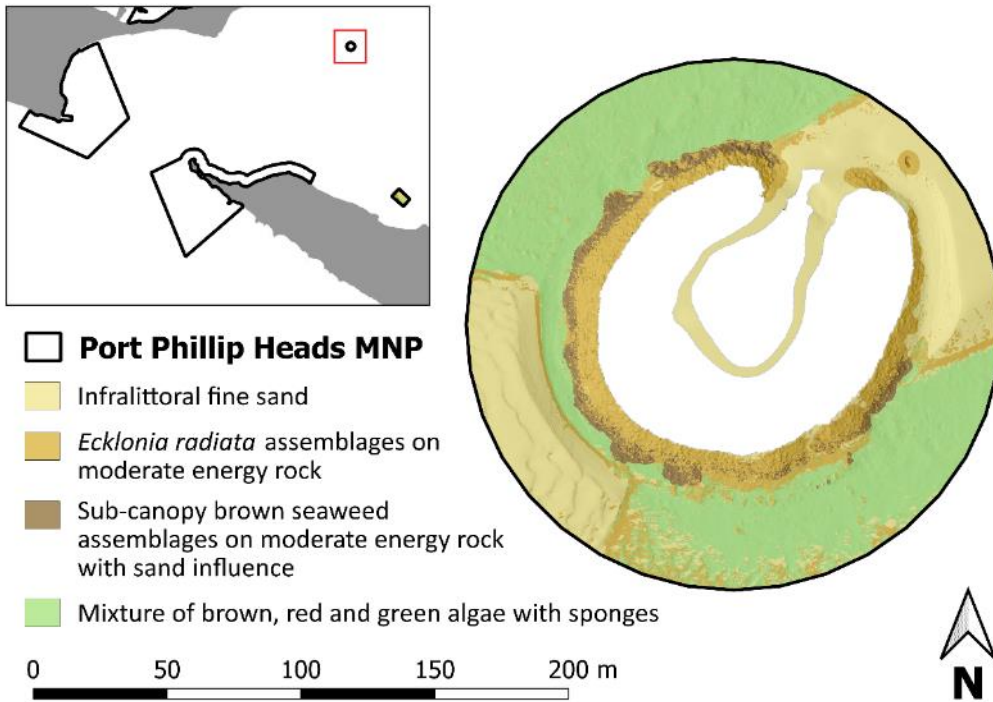 Port Phillip Heads MNP
Infralittoral fine sand
Ecklonia radiata assemblages on
moderate energy rock
Sub-canopy brown seaweed
assemblages on moderate energy rock
with sand influence
Mixture of brown, red and green algae with sponges
0 50 100 150 200 m
N